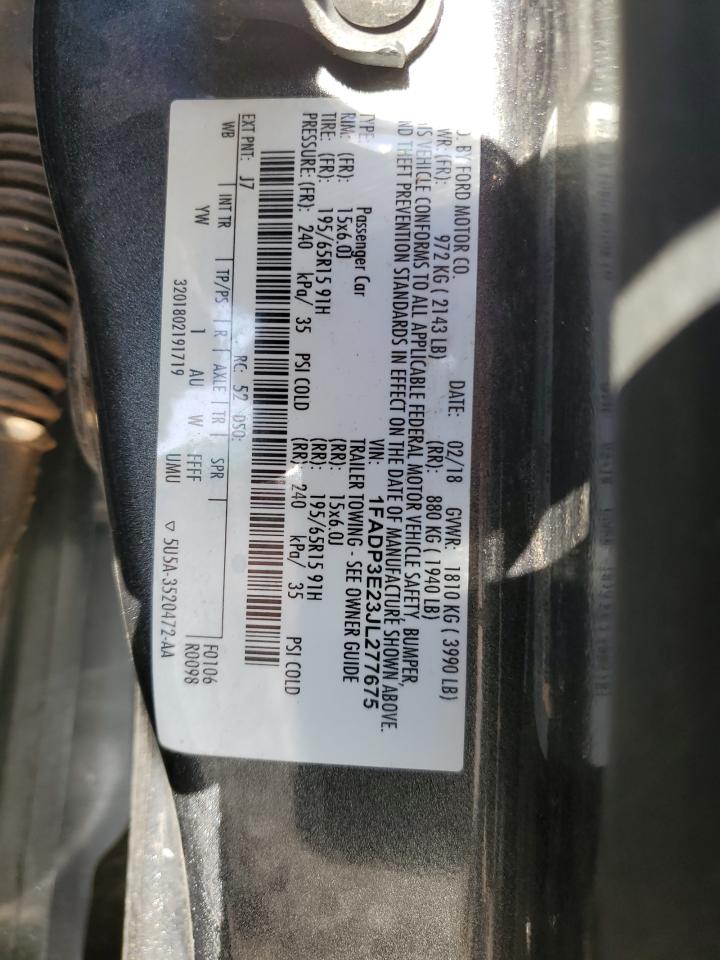 . BY FORD MOTOR CO.
DATE: 02/18 GVWR: 1810 KG ( 3990 LB)
WR: (FR): 972 KG ( 2143 LB) (RR): 880 KG ( 1940 LB)
IS VEHICLE CONFORMS TO ALL APPLICABLE FEDERAL MOTOR VEHICLE SAFETY, BUMPER,
ND THEFT PREVENTION STANDARDS IN EFFECT ON THE DATE OF MANUFACTURE SHOWN ABOVE.
VIN: 1FADP3E23JL277675
TYPE: Passenger Car TRAILER TOWING - SEE OWNER GUIDE
RIM: (FR): 15x6.0J (RR): 15x6.0J
TIRE: (FR): 195/65R15 91H (RR): 195/65R15 91H
PRESSURE: (FR): 240 kPa/ 35 PSI COLD (RR): 240 kPa/ 35 PSI COLD
EXT PNT: J7 RC: 52 DSO: F0106
WB | INT TR | TP/PS | R | AXLE | TR | SPR | R0098
YW 1 AU W FFFF
3201802191719 UMU ▽ 5U5A-3520472-AA